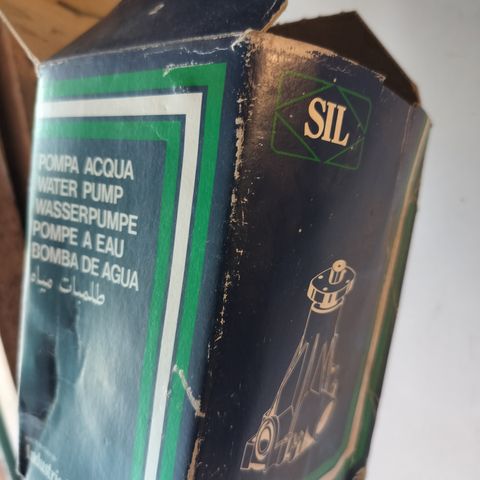 POMPA ACQUA
WATER PUMP
WASSERPUMPE
POMPE A EAU
BOMBA DE AGUA
طلمبات مياه
SIL